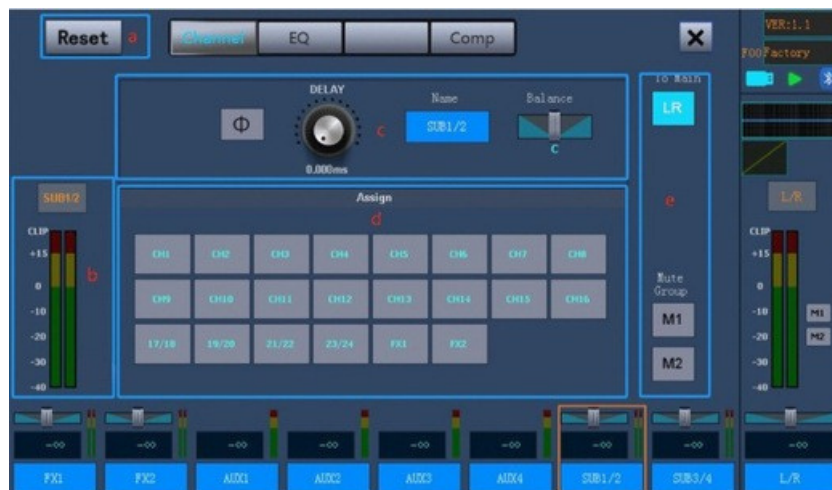 Reset a Channel EQ Comp X VER:1.1
F00 Factory
To Main
DELAY Name Balance LR
Φ c SUB1/2 C
0.000ms
SUB1/2 Assign e L/R
d
CLIP CLIP
+15 CH1 CH2 CH3 CH4 CH5 CH6 CH7 CH8 +15
b
0 Mute 0
Group
-10 CH9 CH10 CH11 CH12 CH13 CH14 CH15 CH16 M1 -10 M1
-20 17/18 19/20 21/22 23/24 FX1 FX2 -20 M2
-30 M2 -30
-40 -40
-∞ -∞ -∞ -∞ -∞ -∞ -∞ -∞ -∞
FX1 FX2 AUX1 AUX2 AUX3 AUX4 SUB1/2 SUB3/4 L/R